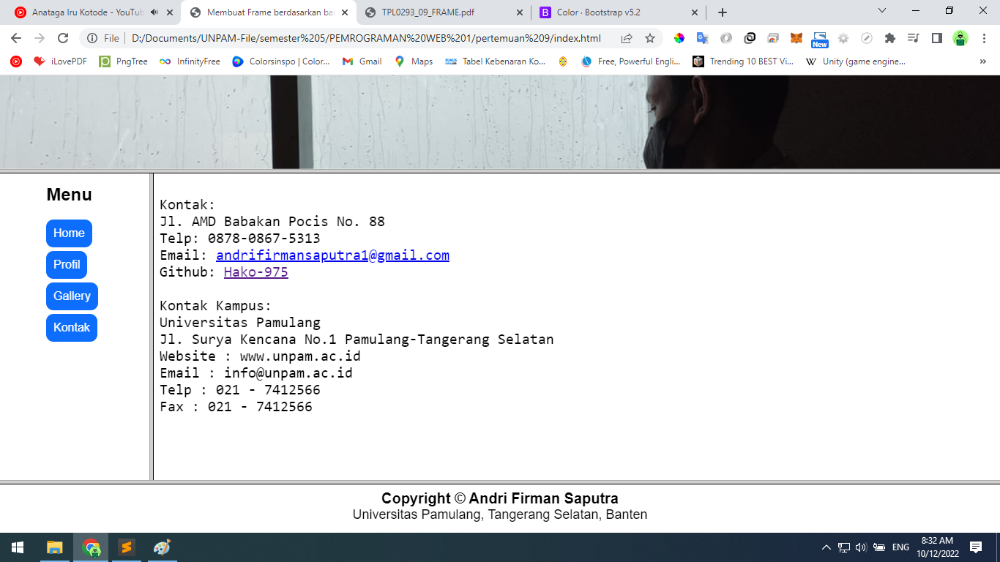 Anataga Iru Kotode - YouTub
Membuat Frame berdasarkan bar
TPL0293_09_FRAME.pdf
Color · Bootstrap v5.2
File
D:/Documents/UNPAM-File/semester%205/PEMROGRAMAN%20WEB%201/pertemuan%209/index.html
New
iLovePDF
PngTree
InfinityFree
Colorsinspo | Color...
Gmail
Maps
Tabel Kebenaran Ko...
Free, Powerful Engli...
Trending 10 BEST Vi...
Unity (game engine...
Menu
Home
Profil
Gallery
Kontak
Kontak:
Jl. AMD Babakan Pocis No. 88
Telp: 0878-0867-5313
Email: andrifirmansaputra1@gmail.com
Github: Hako-975
Kontak Kampus:
Universitas Pamulang
Jl. Surya Kencana No.1 Pamulang-Tangerang Selatan
Website : www.unpam.ac.id
Email : info@unpam.ac.id
Telp : 021 - 7412566
Fax : 021 - 7412566
Copyright © Andri Firman Saputra
Universitas Pamulang, Tangerang Selatan, Banten
ENG
8:32 AM
10/12/2022